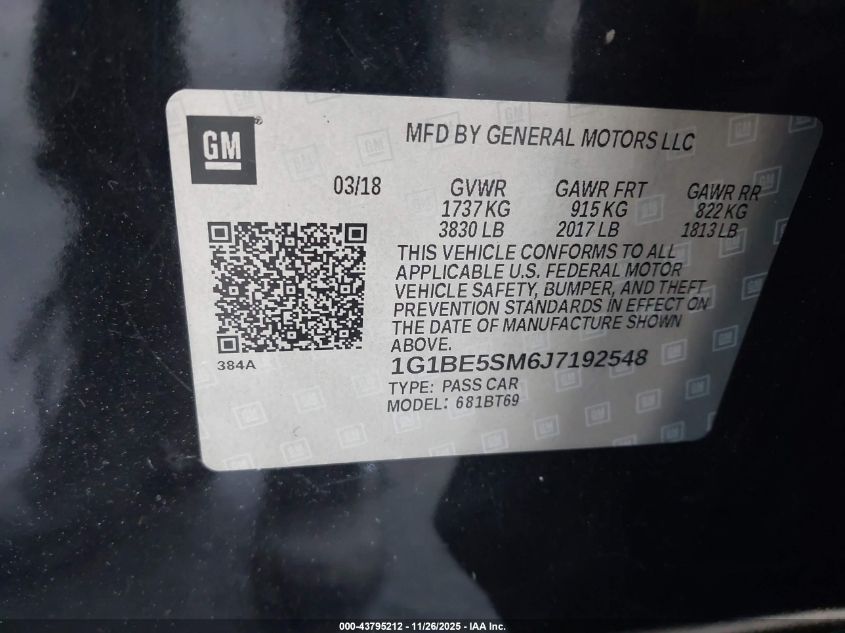 GM
MFD BY GENERAL MOTORS LLC
03/18 GVWR GAWR FRT GAWR RR
1737 KG 915 KG 822 KG
3830 LB 2017 LB 1813 LB
THIS VEHICLE CONFORMS TO ALL
APPLICABLE U.S. FEDERAL MOTOR
VEHICLE SAFETY, BUMPER, AND THEFT
PREVENTION STANDARDS IN EFFECT ON
THE DATE OF MANUFACTURE SHOWN
ABOVE.
384A
1G1BE5SM6J7192548
TYPE: PASS CAR
MODEL: 681BT69
000-43795212 - 11/26/2025 - IAA Inc.